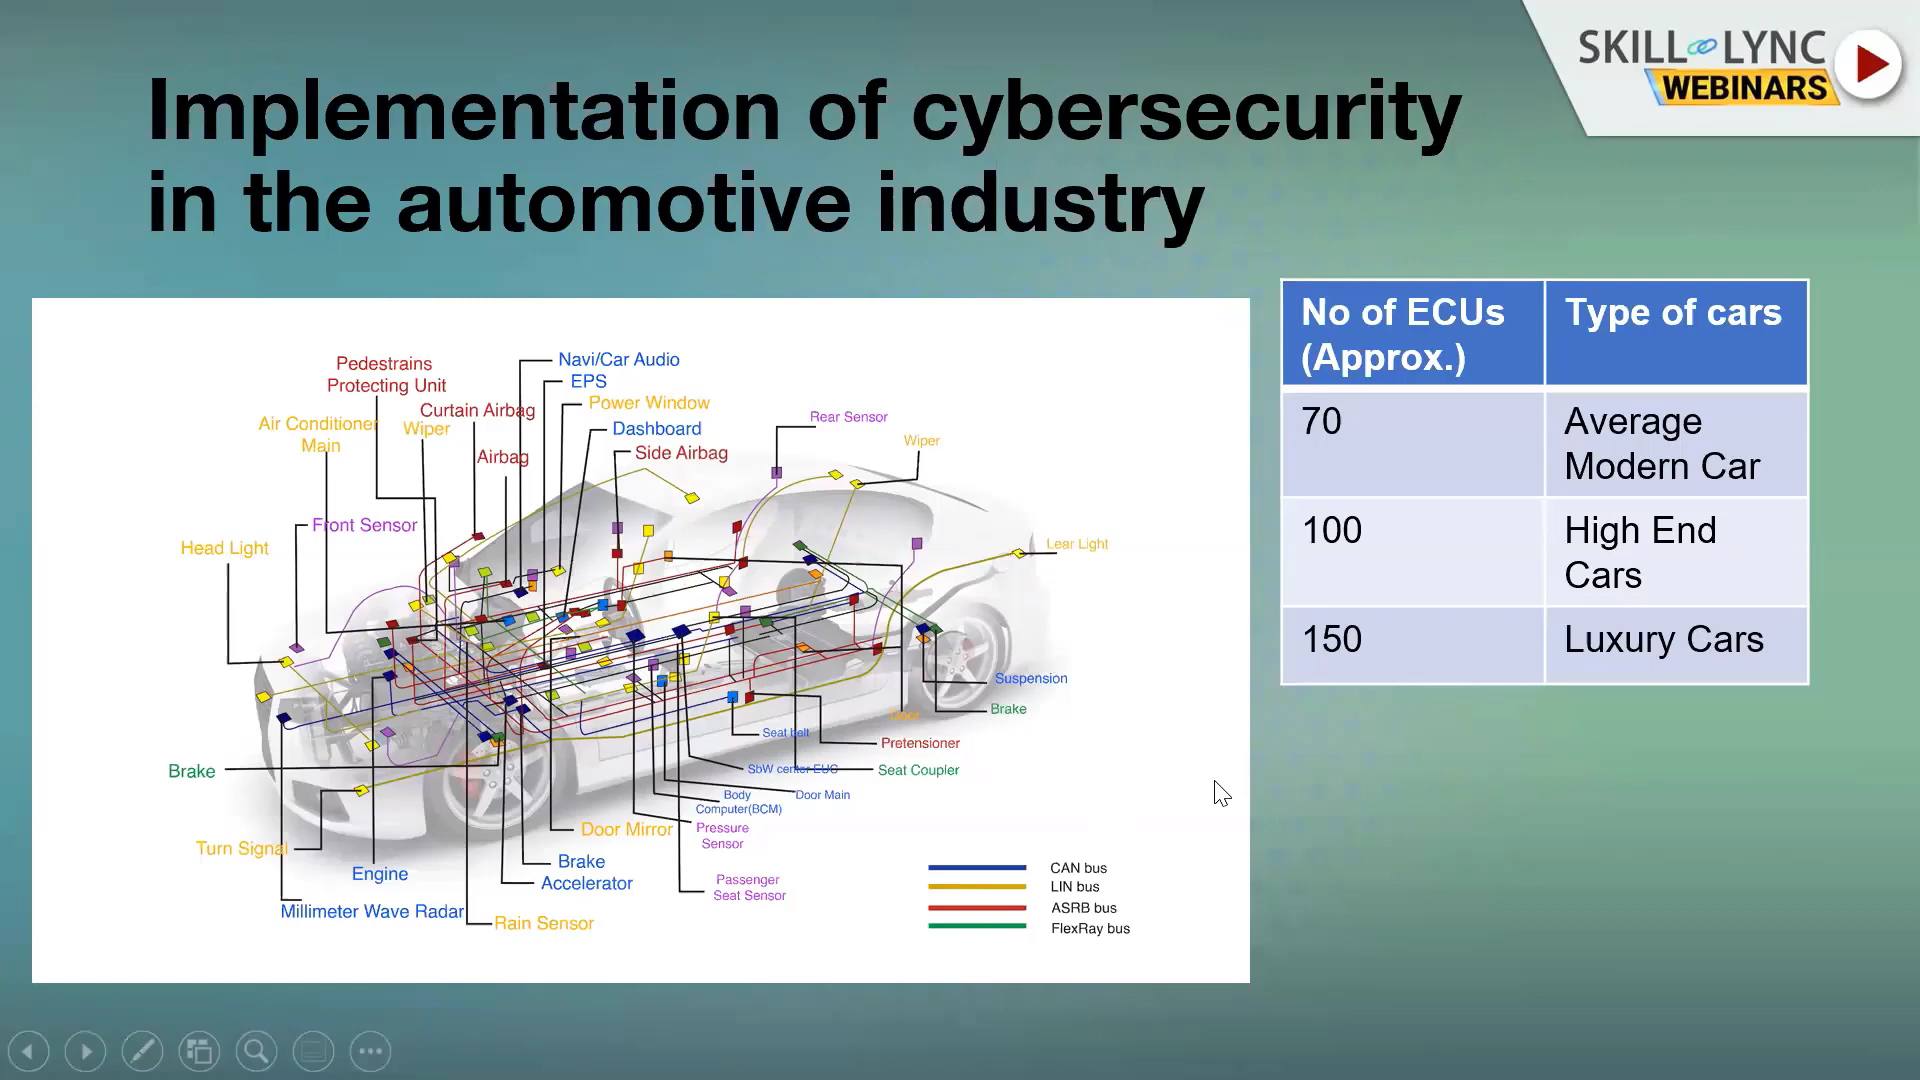 SKILL LYNC
WEBINARS
Implementation of cybersecurity
in the automotive industry
Pedestrains
Protecting Unit
Air Conditioner
Main
Curtain Airbag
Wiper
Airbag
Navi/Car Audio
EPS
Power Window
Dashboard
Side Airbag
Rear Sensor
Wiper
Front Sensor
Head Light
Lear Light
Suspension
Brake
Door
Seat belt
Pretensioner
SbW center EUC
Seat Coupler
Body
Computer(BCM)
Door Main
Pressure
Sensor
Passenger
Seat Sensor
Brake
Door Mirror
Turn Signal
Engine
Brake
Accelerator
Millimeter Wave Radar
Rain Sensor
CAN bus
LIN bus
ASRB bus
FlexRay bus
No of ECUs
(Approx.)
Type of cars
70
Average
Modern Car
100
High End
Cars
150
Luxury Cars